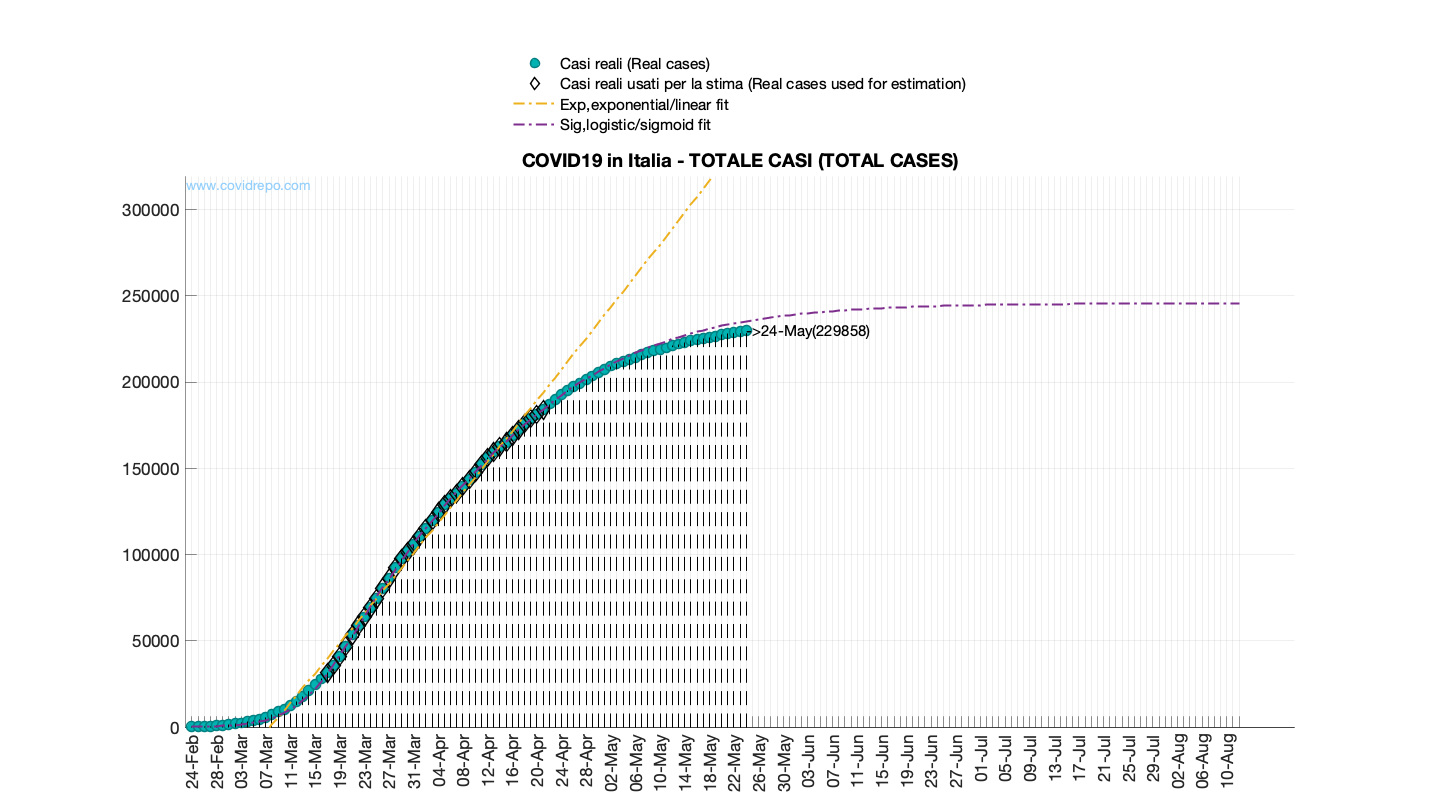 Casi reali (Real cases)
Casi reali usati per la stima (Real cases used for estimation)
Exp,exponential/linear fit
Sig,logistic/sigmoid fit
COVID19 in Italia - TOTALE CASI (TOTAL CASES)
www.covidrepo.com
300000
250000
200000
150000
100000
50000
0
->24-May(229858)
24-Feb
28-Feb
03-Mar
07-Mar
11-Mar
15-Mar
19-Mar
23-Mar
27-Mar
31-Mar
04-Apr
08-Apr
12-Apr
16-Apr
20-Apr
24-Apr
28-Apr
02-May
06-May
10-May
14-May
18-May
22-May
26-May
30-May
03-Jun
07-Jun
11-Jun
15-Jun
19-Jun
23-Jun
27-Jun
01-Jul
05-Jul
09-Jul
13-Jul
17-Jul
21-Jul
25-Jul
29-Jul
02-Aug
06-Aug
10-Aug